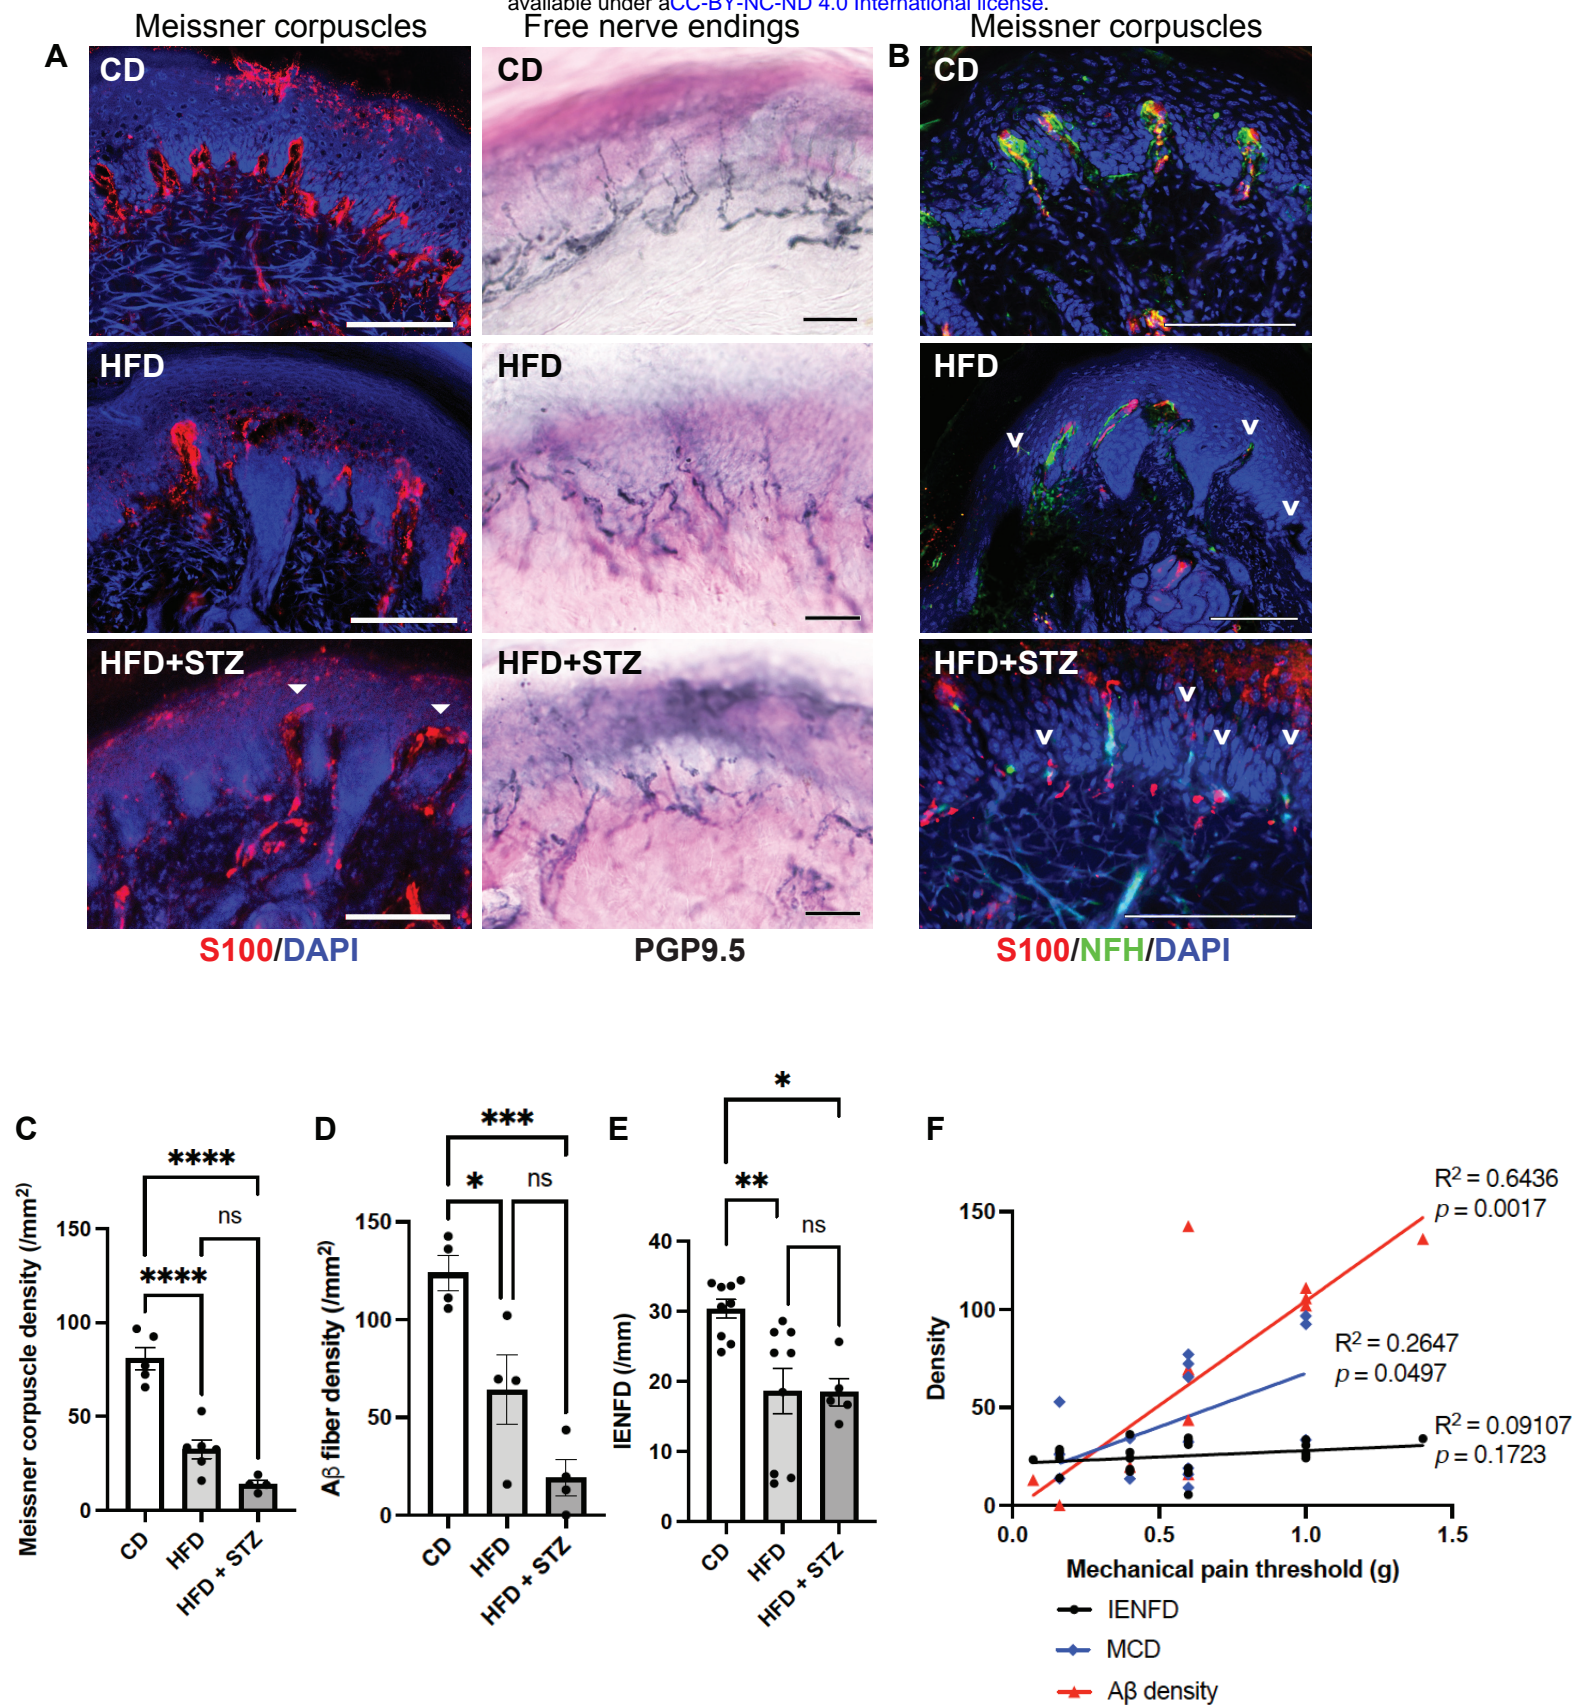 available under aCC-BY-NC-ND 4.0 International license.
Meissner corpuscles
Free nerve endings
Meissner corpuscles
A
CD
CD
B
CD
HFD
HFD
HFD
V
V
V
HFD+STZ
HFD+STZ
HFD+STZ
V
V
V
V
S100/DAPI
PGP9.5
S100/NFH/DAPI
C
Meissner corpuscle density (/mm²)
150
100
50
0
****
****
ns
CD
HFD
HFD + STZ
D
Aβ fiber density (/mm²)
150
100
50
0
***
*
ns
CD
HFD
HFD + STZ
E
IENFD (/mm)
40
30
20
10
0
*
**
ns
CD
HFD
HFD + STZ
F
Density
150
100
50
0
0.0
0.5
1.0
1.5
Mechanical pain threshold (g)
R² = 0.6436
p = 0.0017
R² = 0.2647
p = 0.0497
R² = 0.09107
p = 0.1723
IENFD
MCD
Aβ density